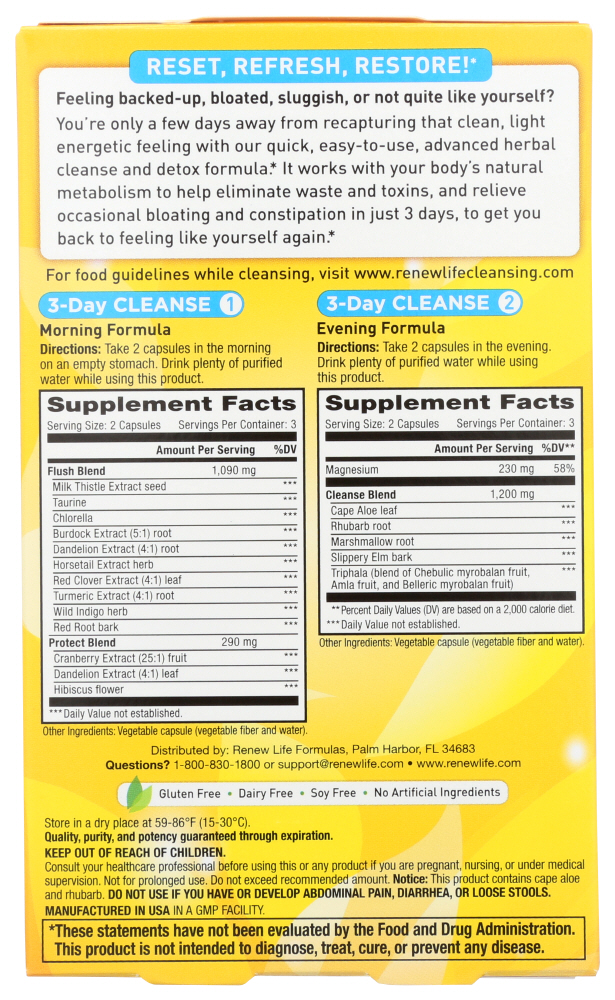 RESET, REFRESH, RESTORE!*
Feeling backed-up, bloated, sluggish, or not quite like yourself?
You're only a few days away from recapturing that clean, light
energetic feeling with our quick, easy-to-use, advanced herbal
cleanse and detox formula.* It works with your body's natural
metabolism to help eliminate waste and toxins, and relieve
occasional bloating and constipation in just 3 days, to get you
back to feeling like yourself again.*
For food guidelines while cleansing, visit www.renewlifecleansing.com
3-Day CLEANSE 1
Morning Formula
Directions: Take 2 capsules in the morning
on an empty stomach. Drink plenty of purified
water while using this product.
Supplement Facts
Serving Size: 2 Capsules Servings Per Container: 3
Amount Per Serving %DV
Flush Blend 1,090 mg
Milk Thistle Extract seed ***
Taurine ***
Chlorella ***
Burdock Extract (5:1) root ***
Dandelion Extract (4:1) root ***
Horsetail Extract herb ***
Red Clover Extract (4:1) leaf ***
Turmeric Extract (4:1) root ***
Wild Indigo herb ***
Red Root bark ***
Protect Blend 290 mg
Cranberry Extract (25:1) fruit ***
Dandelion Extract (4:1) leaf ***
Hibiscus flower ***
***Daily Value not established.
Other Ingredients: Vegetable capsule (vegetable fiber and water).
3-Day CLEANSE 2
Evening Formula
Directions: Take 2 capsules in the evening.
Drink plenty of purified water while using
this product.
Supplement Facts
Serving Size: 2 Capsules Servings Per Container: 3
Amount Per Serving %DV**
Magnesium 230 mg 58%
Cleanse Blend 1,200 mg
Cape Aloe leaf ***
Rhubarb root ***
Marshmallow root ***
Slippery Elm bark ***
Triphala (blend of Chebulic myrobalan fruit, ***
Amla fruit, and Belleric myrobalan fruit)
**Percent Daily Values (DV) are based on a 2,000 calorie diet.
***Daily Value not established.
Other Ingredients: Vegetable capsule (vegetable fiber and water).
Distributed by: Renew Life Formulas, Palm Harbor, FL 34683
Questions? 1-800-830-1800 or support@renewlife.com • www.renewlife.com
Gluten Free • Dairy Free • Soy Free • No Artificial Ingredients
Store in a dry place at 59-86°F (15-30°C).
Quality, purity, and potency guaranteed through expiration.
KEEP OUT OF REACH OF CHILDREN.
Consult your healthcare professional before using this or any product if you are pregnant, nursing, or under medical
supervision. Not for prolonged use. Do not exceed recommended amount. Notice: This product contains cape aloe
and rhubarb. DO NOT USE IF YOU HAVE OR DEVELOP ABDOMINAL PAIN, DIARRHEA, OR LOOSE STOOLS.
MANUFACTURED IN USA IN A GMP FACILITY.
*These statements have not been evaluated by the Food and Drug Administration.
This product is not intended to diagnose, treat, cure, or prevent any disease.